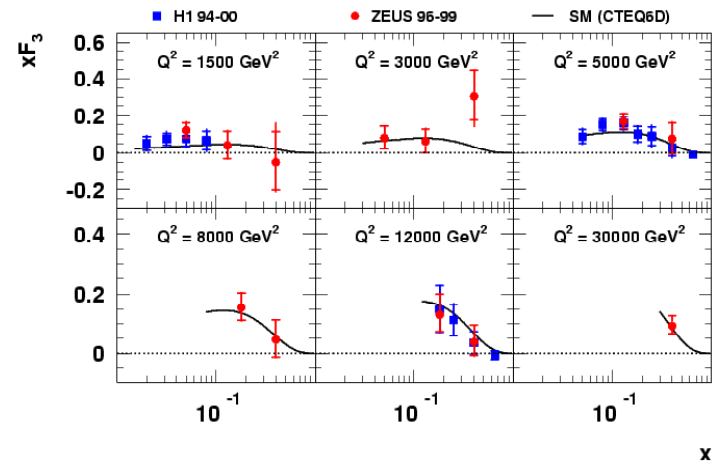 H1 94-00 ZEUS 96-99 SM (CTEQ6D)
xF₃
0.6
0.4
0.2
0
-0.2
Q² = 1500 GeV² Q² = 3000 GeV² Q² = 5000 GeV²
0.4
0.2
0
Q² = 8000 GeV² Q² = 12000 GeV² Q² = 30000 GeV²
10⁻¹ 10⁻¹ 10⁻¹
x